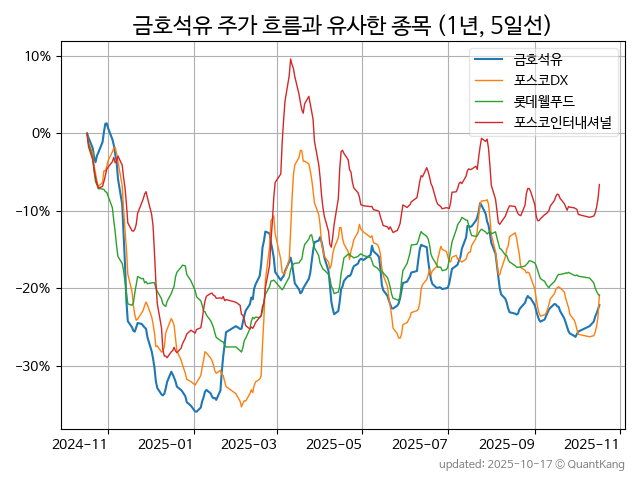 금호석유 주가 흐름과 유사한 종목 (1년, 5일선)
금호석유
포스코DX
롯데웰푸드
포스코인터내셔널
10%
0%
−10%
−20%
−30%
2024-11
2025-01
2025-03
2025-05
2025-07
2025-09
2025-11
updated: 2025-10-17 © QuantKang